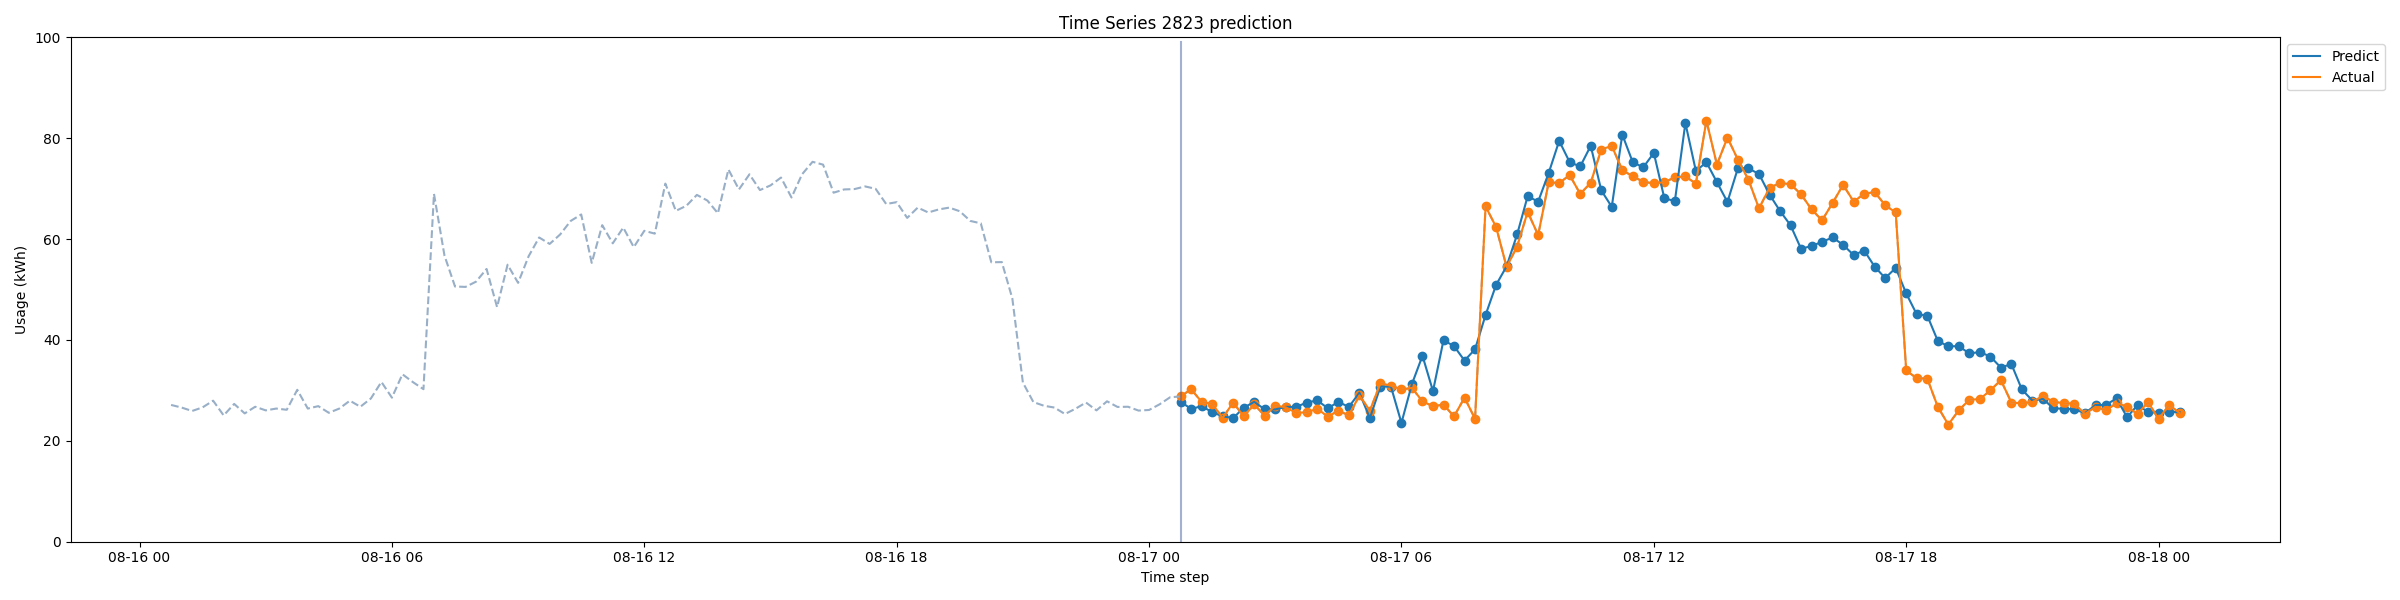 Time Series 2823 prediction
100
80
60
40
20
0
Usage (kWh)
08-16 00 08-16 06 08-16 12 08-16 18 08-17 00 08-17 06 08-17 12 08-17 18 08-18 00
Time step
Predict
Actual